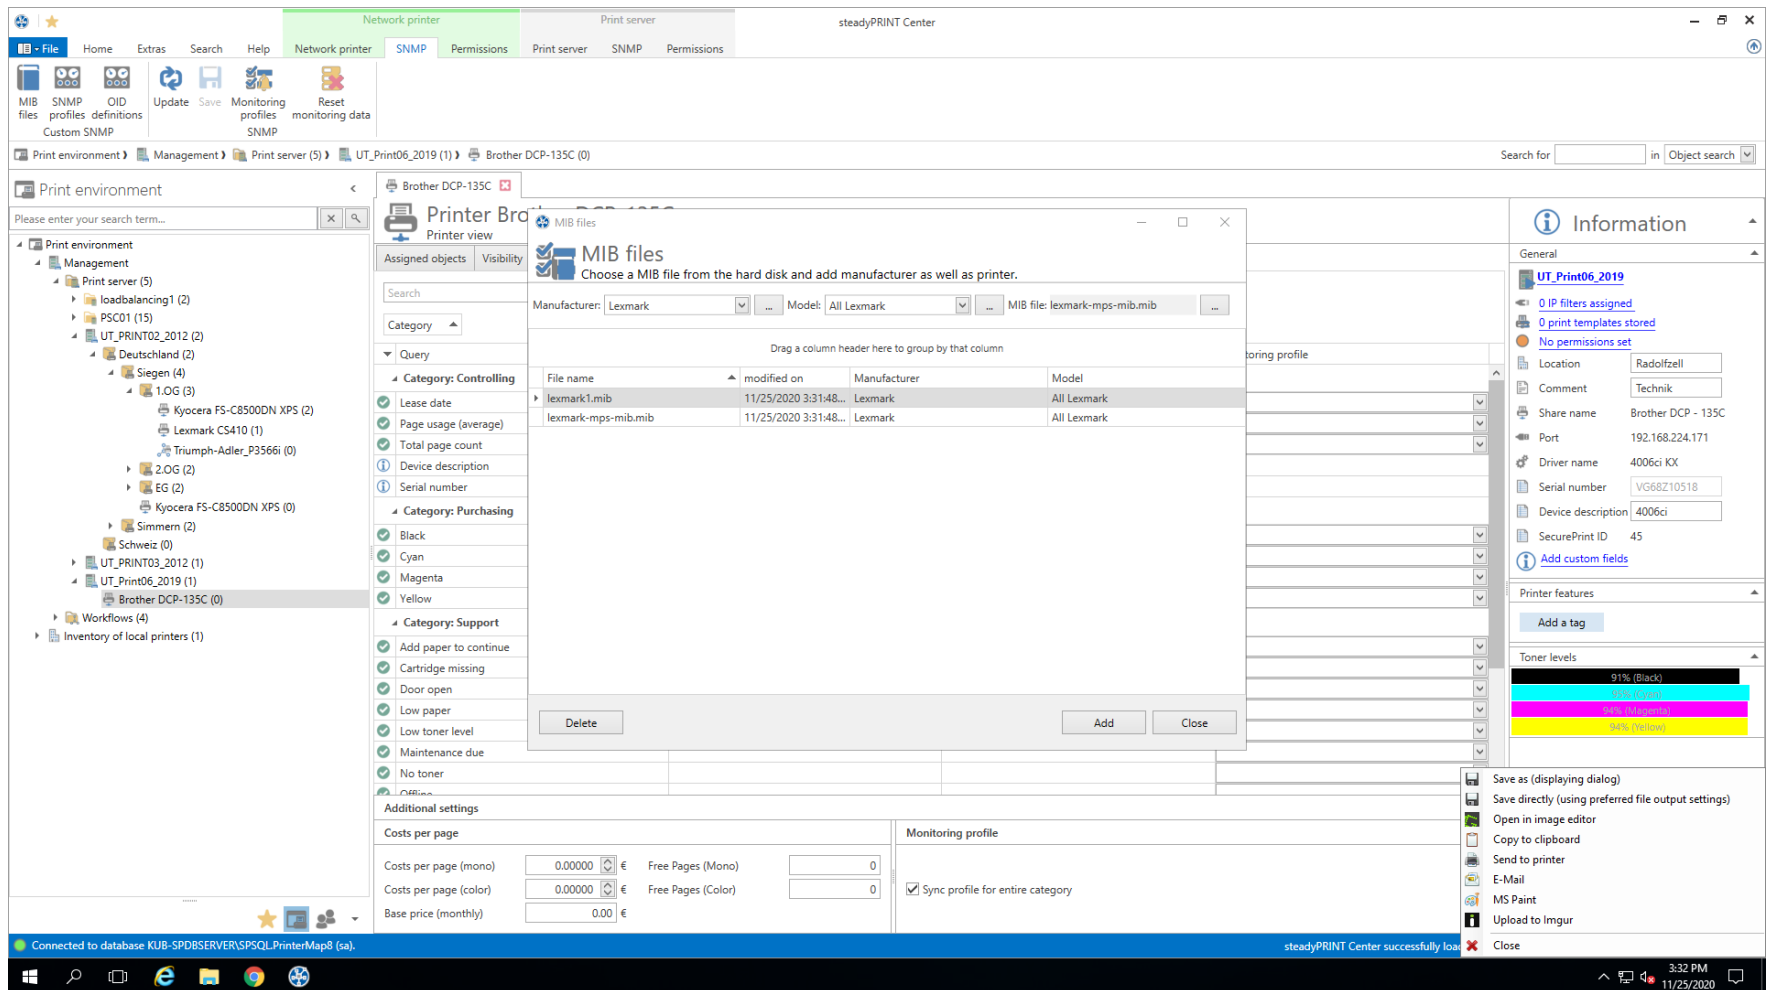 Network printer
Print server
steadyPRINT Center
File
Home
Extras
Search
Help
Network printer
SNMP
Permissions
Print server
SNMP
Permissions
MIB files
SNMP profiles
OID definitions
Update
Save
Monitoring profiles
Reset monitoring data
Custom SNMP
SNMP
Print environment
Management
Print server (5)
UT_Print06_2019 (1)
Brother DCP-135C (0)
Search for
in
Object search
Print environment
Please enter your search term...
Print environment
Management
Print server (5)
loadbalancing1 (2)
PSC01 (15)
UT_PRINT02_2012 (2)
Deutschland (2)
Siegen (4)
1.OG (3)
Kyocera FS-C8500DN XPS (2)
Lexmark CS410 (1)
Triumph-Adler_P3566i (0)
2.OG (2)
EG (2)
Kyocera FS-C8500DN XPS (0)
Simmern (2)
Schweiz (0)
UT_PRINT03_2012 (1)
UT_Print06_2019 (1)
Brother DCP-135C (0)
Workflows (4)
Inventory of local printers (1)
Brother DCP-135C
Printer Bro
Printer view
Assigned objects
Visibility
Search
Category
Query
Category: Controlling
Lease date
Page usage (average)
Total page count
Device description
Serial number
Category: Purchasing
Black
Cyan
Magenta
Yellow
Category: Support
Add paper to continue
Cartridge missing
Door open
Low paper
Low toner level
Maintenance due
No toner
Offline
toring profile
MIB files
MIB files
Choose a MIB file from the hard disk and add manufacturer as well as printer.
Manufacturer: Lexmark ... Model: All Lexmark ... MIB file: lexmark-mps-mib.mib ...
Drag a column header here to group by that column
File name modified on Manufacturer Model
lexmark1.mib 11/25/2020 3:31:48... Lexmark All Lexmark
lexmark-mps-mib.mib 11/25/2020 3:31:48... Lexmark All Lexmark
Delete
Add
Close
Additional settings
Costs per page
Costs per page (mono) 0.00000 € Free Pages (Mono) 0
Costs per page (color) 0.00000 € Free Pages (Color) 0
Base price (monthly) 0.00 €
Monitoring profile
Sync profile for entire category
Information
General
UT_Print06_2019
0 IP filters assigned
0 print templates stored
No permissions set
Location Radolfzell
Comment Technik
Share name Brother DCP - 135C
Port 192.168.224.171
Driver name 4006ci KX
Serial number VG68Z10518
Device description 4006ci
SecurePrint ID 45
Add custom fields
Printer features
Add a tag
Toner levels
91% (Black)
95% (Cyan)
94% (Magenta)
94% (Yellow)
Save as (displaying dialog)
Save directly (using preferred file output settings)
Open in image editor
Copy to clipboard
Send to printer
E-Mail
MS Paint
Upload to Imgur
Close
Connected to database KUB-SPDBSERVER\SPSQL.PrinterMap8 (sa).
steadyPRINT Center successfully loa
3:32 PM
11/25/2020